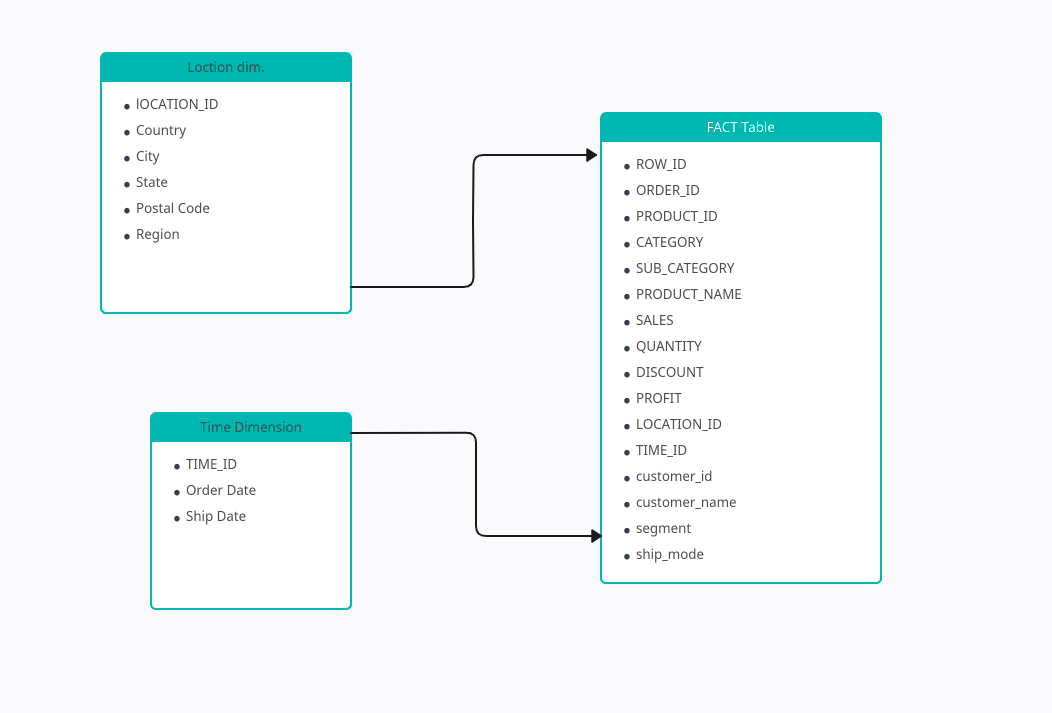 Loction dim.
lOCATION_ID
Country
City
State
Postal Code
Region
FACT Table
ROW_ID
ORDER_ID
PRODUCT_ID
CATEGORY
SUB_CATEGORY
PRODUCT_NAME
SALES
QUANTITY
DISCOUNT
PROFIT
LOCATION_ID
TIME_ID
customer_id
customer_name
segment
ship_mode
Time Dimension
TIME_ID
Order Date
Ship Date